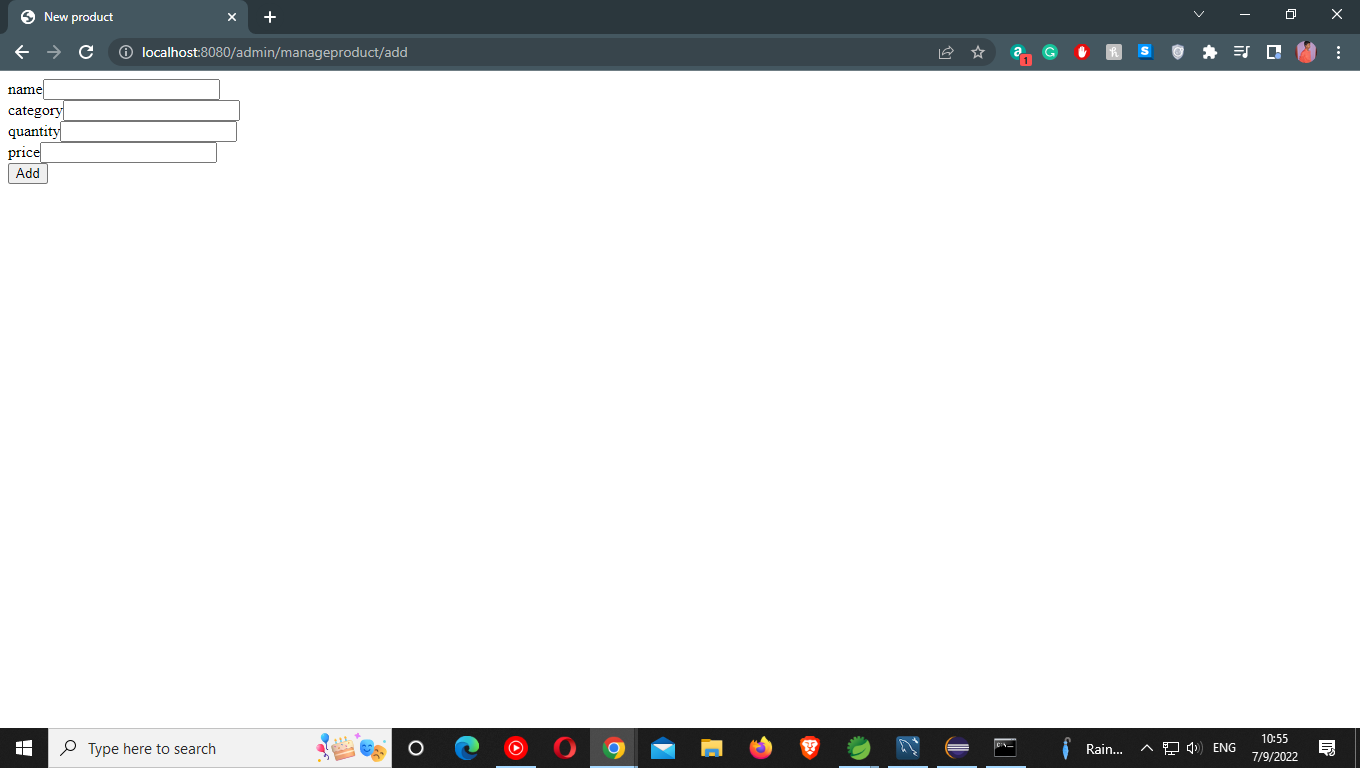 New product
localhost:8080/admin/manageproduct/add
1
name
category
quantity
price
Add
Type here to search
Rain...
ENG
10:55
7/9/2022